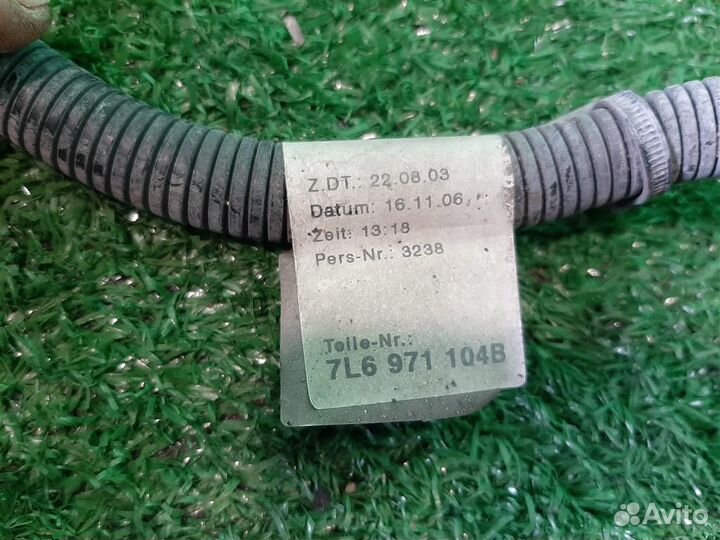 Z.DT.: 22.06.03
Datum: 16.11.06
Zeit: 13:18
Pers-Nr.: 3238
Teile-Nr.:
7L6 971 104B
Avito